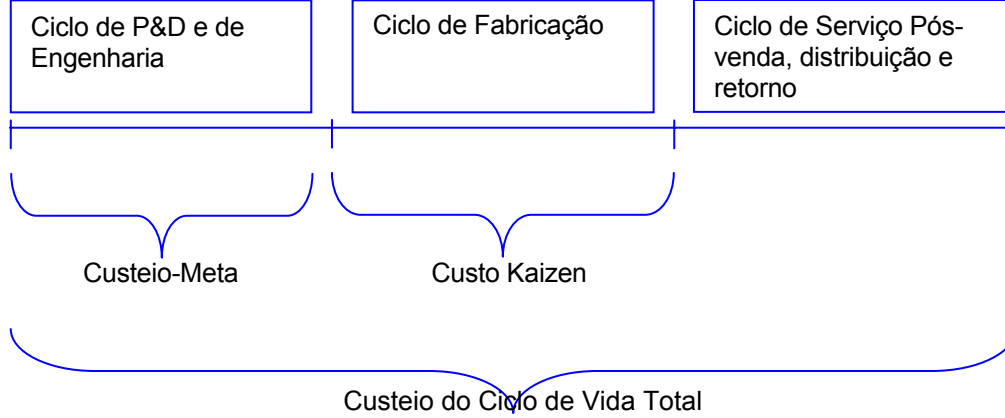 Ciclo de P&D e de
Engenharia
Ciclo de Fabricação
Ciclo de Serviço Pós-
venda, distribuição e
retorno
Custeio-Meta
Custo Kaizen
Custeio do Ciclo de Vida Total